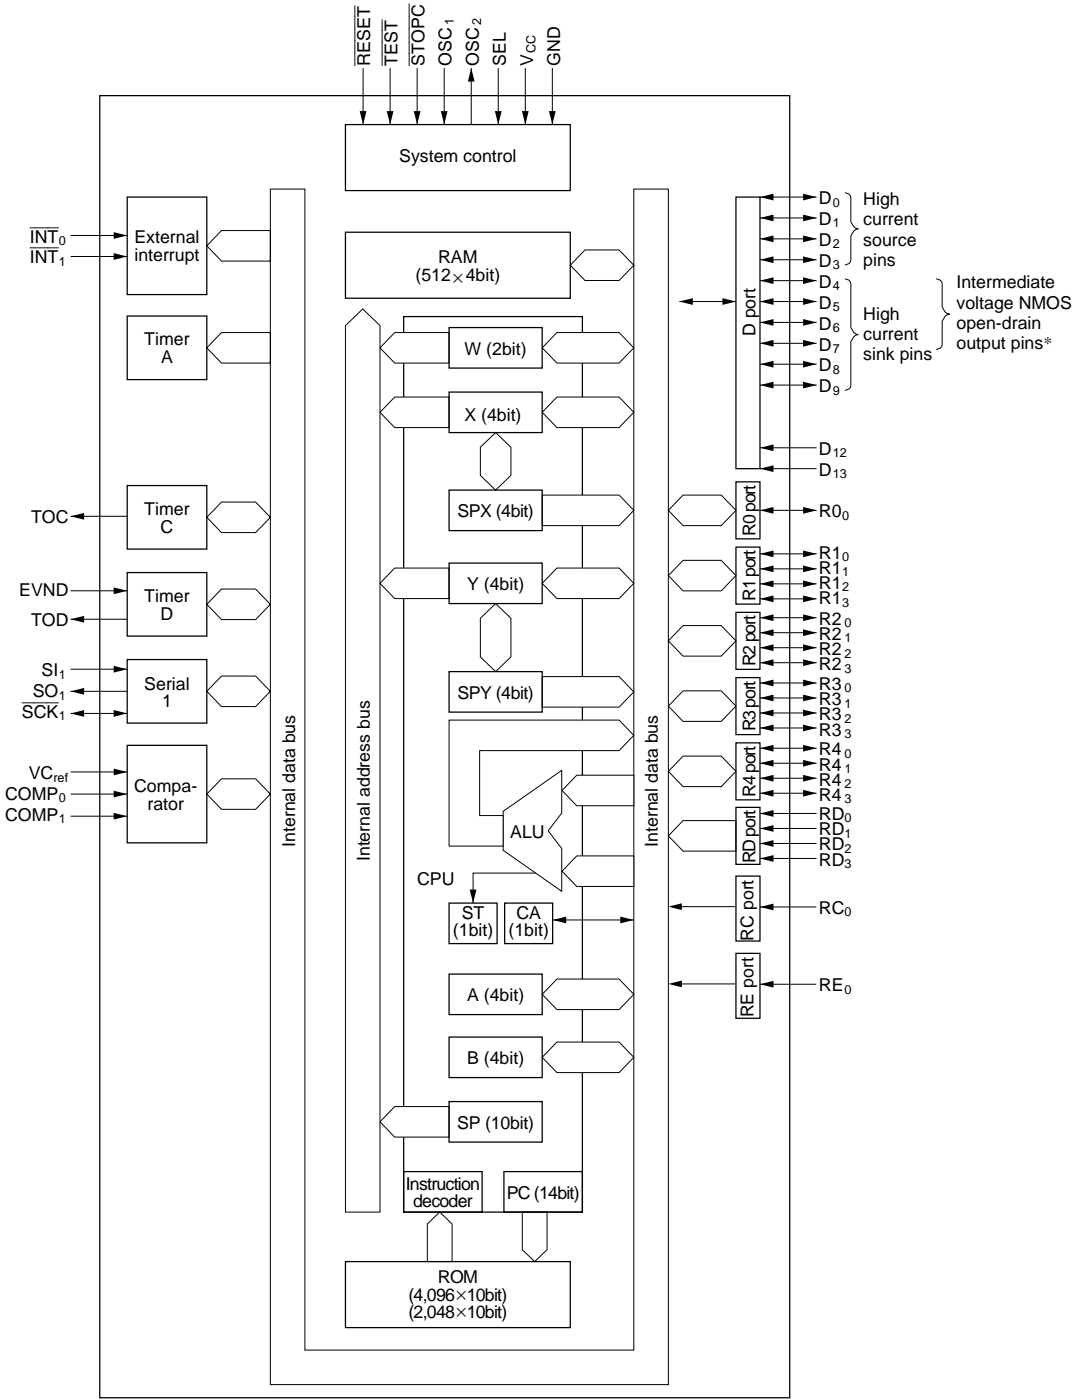 RESET
TEST
STOPC
OSC1
OSC2
SEL
VCC
GND
System control
INT0
INT1
External
interrupt
RAM
(512×4bit)
Timer
A
W (2bit)
X (4bit)
SPX (4bit)
TOC
Timer
C
Y (4bit)
EVND
TOD
Timer
D
SPY (4bit)
SI1
SO1
SCK1
Serial
1
VCref
COMP0
COMP1
Compa-
rator
Internal data bus
Internal address bus
Internal data bus
ALU
CPU
ST
(1bit)
CA
(1bit)
A (4bit)
B (4bit)
SP (10bit)
Instruction
decoder
PC (14bit)
ROM
(4,096×10bit)
(2,048×10bit)
D port
D0
D1
D2
D3
High
current
source
pins
D4
D5
D6
D7
D8
D9
High
current
sink pins
Intermediate
voltage NMOS
open-drain
output pins*
D12
D13
R0 port
R00
R1 port
R10
R11
R12
R13
R2 port
R20
R21
R22
R23
R3 port
R30
R31
R32
R33
R4 port
R40
R41
R42
R43
RD port
RD0
RD1
RD2
RD3
RC port
RC0
RE port
RE0